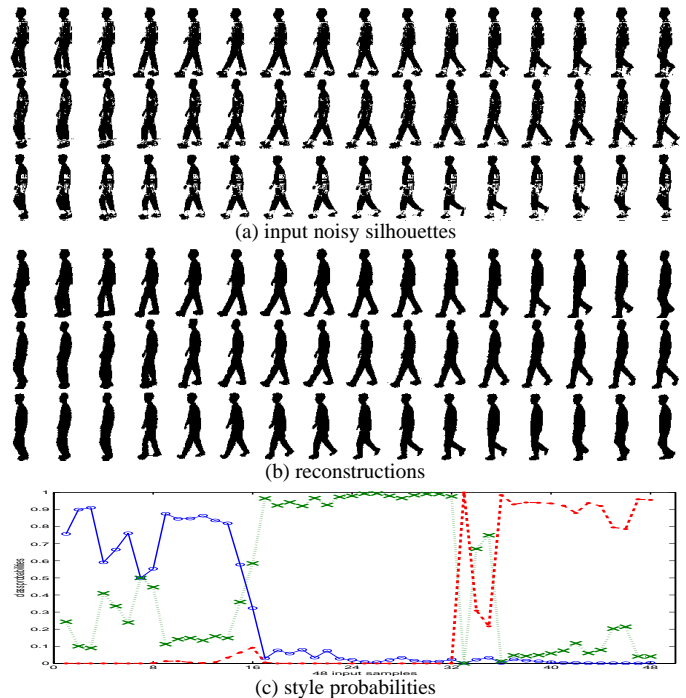 (a) input noisy silhouettes
(b) reconstructions
1
0.9
0.8
0.7
0.6
0.5
0.4
0.3
0.2
0.1
0
class probabilities
0 8 16 24 32 40 48
48 input samples
(c) style probabilities